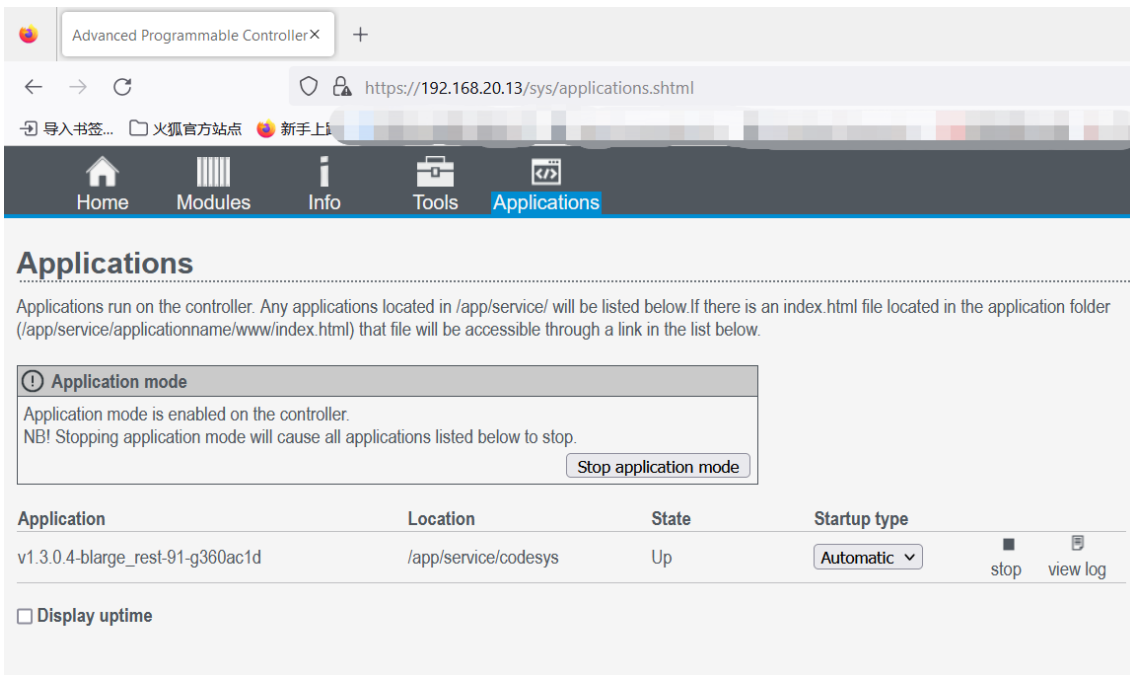 Advanced Programmable Controller
https://192.168.20.13/sys/applications.shtml
导入书签... 火狐官方站点 新手上
Home Modules Info Tools Applications
Applications
Applications run on the controller. Any applications located in /app/service/ will be listed below.If there is an index.html file located in the application folder
(/app/service/applicationname/www/index.html) that file will be accessible through a link in the list below.
Application mode
Application mode is enabled on the controller.
NB! Stopping application mode will cause all applications listed below to stop.
Stop application mode
Application Location State Startup type
v1.3.0.4-blarge_rest-91-g360ac1d /app/service/codesys Up Automatic stop view log
Display uptime